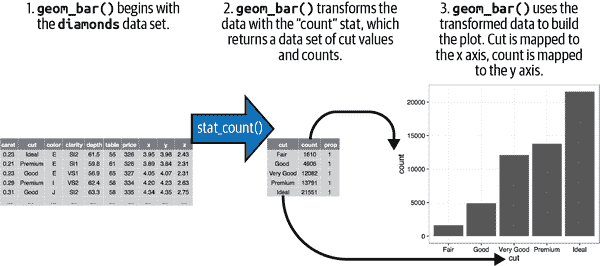 1. geom_bar() begins with
the diamonds data set.
2. geom_bar() transforms the
data with the "count" stat, which
returns a data set of cut values
and counts.
3. geom_bar() uses the
transformed data to build
the plot. Cut is mapped to
the x axis, count is mapped
to the y axis.
carat cut color clarity depth table price x y z
0.23 Ideal E SI2 61.5 55 326 3.95 3.98 2.43
0.21 Premium E SI1 59.8 61 326 3.89 3.84 2.31
0.23 Good E VS1 56.9 65 327 4.05 4.07 2.31
0.29 Premium I VS2 62.4 58 334 4.20 4.23 2.63
0.31 Good J SI2 63.3 58 335 4.34 4.35 2.75
... ... ... ... ... ... ... ... ... ...
stat_count()
cut count prop
Fair 1610 1
Good 4906 1
Very Good 12082 1
Premium 13791 1
Ideal 21551 1
20000
15000
10000
5000
0
count
Fair Good Very Good Premium Ideal
cut